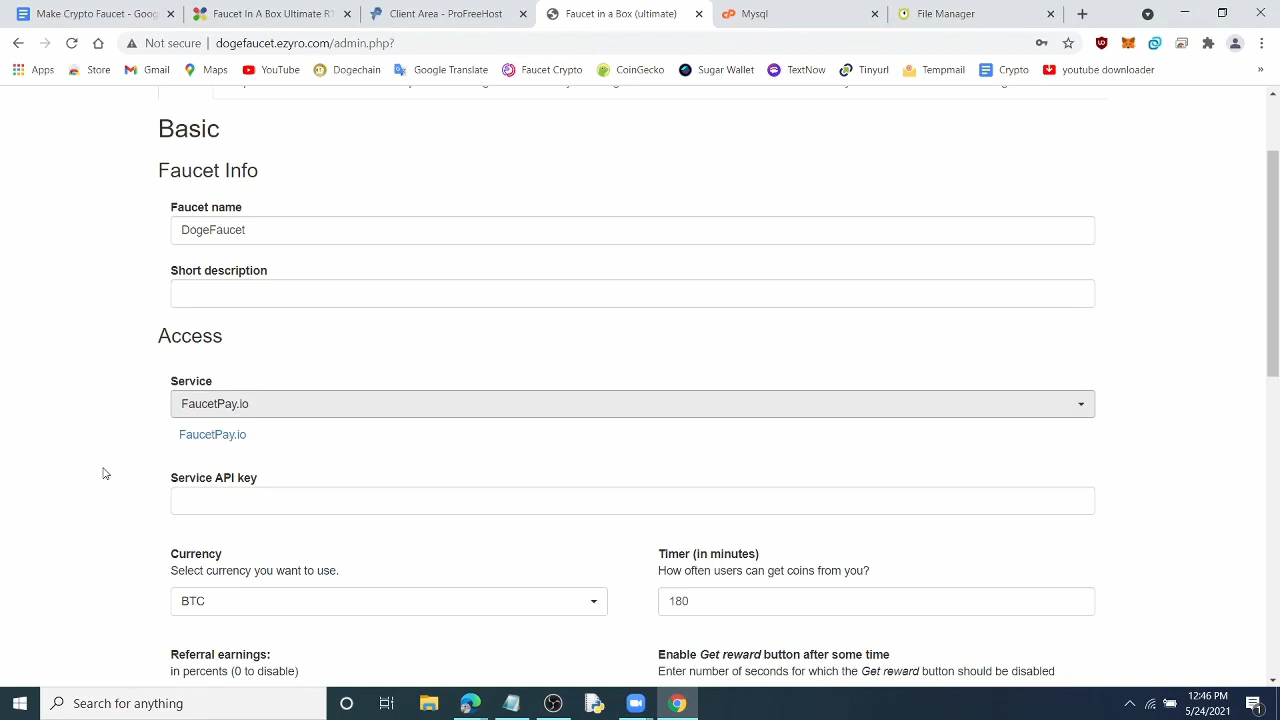 Make Crypto Faucet - Goog
Faucet In A Box Ultimate R
Client Area - ProFreeHost
Faucet in a Box (ultimate)
Mysql
File Manager
Not secure | dogefaucet.ezyro.com/admin.php?
Apps
Store
Gmail
Maps
YouTube
Dogechain
Google Translate
Faucet Crypto
CoinGecko
Sugar Wallet
TextNow
Tinyurl
Tempmail
Crypto
youtube downloader
»
Basic
Faucet Info
Faucet name
DogeFaucet
Short description
Access
Service
FaucetPay.io
FaucetPay.io
Service API key
Currency
Timer (in minutes)
Select currency you want to use.
How often users can get coins from you?
BTC
180
Referral earnings:
Enable Get reward button after some time
in percents (0 to disable)
Enter number of seconds for which the Get reward button should be disabled
Search for anything
12:46 PM
5/24/2021